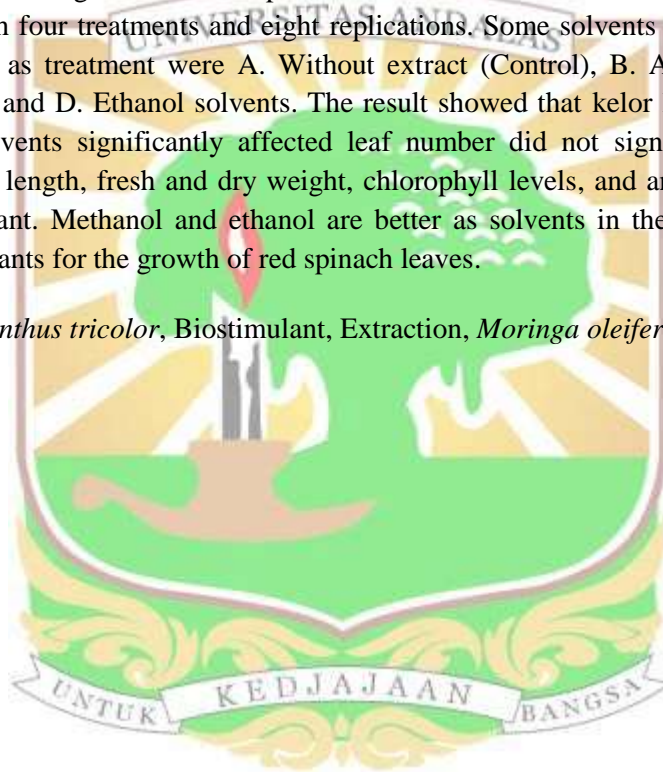 n four treatments and eight replications. Some solvents
UNIVERSITAS ANDALAS
as treatment were A. Without extract (Control), B. A
and D. Ethanol solvents. The result showed that kelor
vents significantly affected leaf number did not sign
length, fresh and dry weight, chlorophyll levels, and an
ant. Methanol and ethanol are better as solvents in the
ants for the growth of red spinach leaves.
nthus tricolor, Biostimulant, Extraction, Moringa oleifer
UNTUK KEDJAJAAN BANGSA